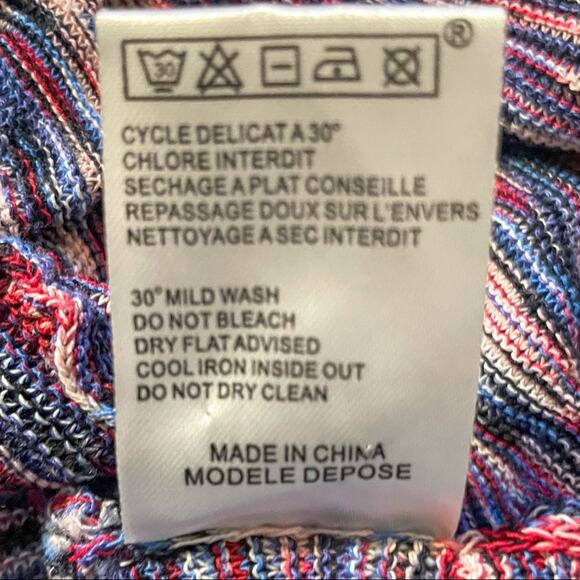 30 ®
CYCLE DELICAT A 30°
CHLORE INTERDIT
SECHAGE A PLAT CONSEILLE
REPASSAGE DOUX SUR L'ENVERS
NETTOYAGE A SEC INTERDIT
30° MILD WASH
DO NOT BLEACH
DRY FLAT ADVISED
COOL IRON INSIDE OUT
DO NOT DRY CLEAN
MADE IN CHINA
MODELE DEPOSE